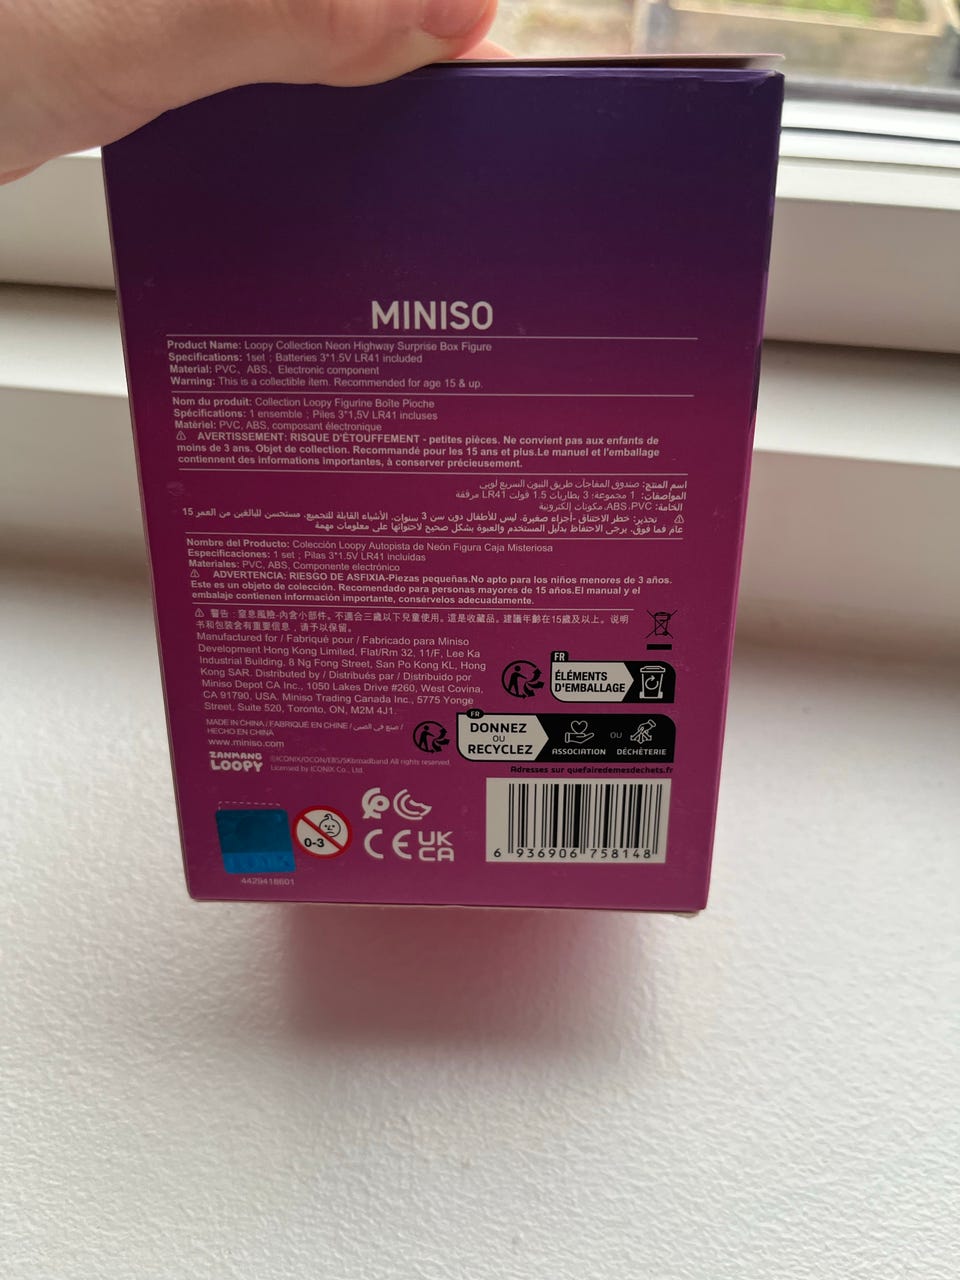 MINISO
Product Name: Loopy Collection Neon Highway Surprise Box Figure
Specifications: 1set ; Batteries 3*1.5V LR41 included
Material: PVC、ABS、Electronic component
Warning: This is a collectible item. Recommended for age 15 & up.
Nom du produit: Collection Loopy Figurine Boîte Pioche
Spécifications: 1 ensemble ; Piles 3*1,5V LR41 incluses
Matériel: PVC, ABS, composant électronique
⚠ AVERTISSEMENT: RISQUE D'ÉTOUFFEMENT - petites pièces. Ne convient pas aux enfants de
moins de 3 ans. Objet de collection. Recommandé pour les 15 ans et plus.Le manuel et l'emballage
contiennent des informations importantes, à conserver précieusement.
اسم المنتج: صندوق المفاجآت طريق النيون السريع لوبي
المواصفات: 1 مجموعة؛ 3 بطاريات 1.5 فولت LR41 مرفقة
الخامة: ABS، PVC، مكونات إلكترونية
⚠ تحذير: خطر الاختناق -أجزاء صغيرة. ليس للأطفال دون سن 3 سنوات. الأشياء القابلة للتجميع. مستحسن للبالغين من العمر 15
عام فما فوق. يرجى الاحتفاظ بدليل المستخدم والعبوة بشكل صحيح لاحتوائها على معلومات مهمة
Nombre del Producto: Colección Loopy Autopista de Neón Figura Caja Misteriosa
Especificaciones: 1 set ; Pilas 3*1.5V LR41 incluidas
Materiales: PVC, ABS, Componente electrónico
⚠ ADVERTENCIA: RIESGO DE ASFIXIA-Piezas pequeñas.No apto para los niños menores de 3 años.
Este es un objeto de colección. Recomendado para personas mayores de 15 años.El manual y el
embalaje contienen información importante, consérvelos adecuadamente.
⚠ 警告 : 窒息風險-內含小部件。不適合三歲以下兒童使用。這是收藏品。建議年齡在15歲及以上。说明
书和包装含有重要信息﹐请予以保留。
Manufactured for / Fabriqué pour / Fabricado para Miniso
Development Hong Kong Limited, Flat/Rm 32, 11/F, Lee Ka
Industrial Building, 8 Ng Fong Street, San Po Kong KL, Hong
Kong SAR. Distributed by / Distribués par / Distribuido por
Miniso Depot CA Inc., 1050 Lakes Drive #260, West Covina,
CA 91790, USA. Miniso Trading Canada Inc., 5775 Yonge
Street, Suite 520, Toronto, ON, M2M 4J1.
MADE IN CHINA / FABRIQUÉ EN CHINE / صنع في الصين /
HECHO EN CHINA
www.miniso.com
ZANMANG
LOOPY
©ICONIX/OCON/EBS/SKbroadband All rights reserved.
Licensed by ICONIX Co., Ltd.
FR
ÉLÉMENTS
D'EMBALLAGE
FR
DONNEZ
OU
RECYCLEZ
ASSOCIATION
OU
DÉCHÈTERIE
Adresses sur quefairedemesdechets.fr
0-3
CE
UK
CA
6 936906 758148
4429418601